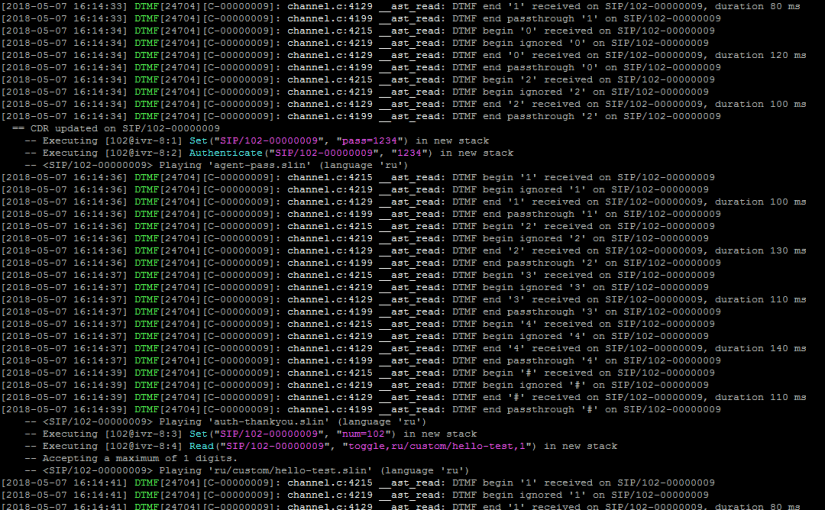 [2018-05-07 16:14:33] DTMF[24704][C-00000009]: channel.c:4129 __ast_read: DTMF end '1' received on SIP/102-00000009, duration 80 ms
[2018-05-07 16:14:33] DTMF[24704][C-00000009]: channel.c:4199 __ast_read: DTMF end passthrough '1' on SIP/102-00000009
[2018-05-07 16:14:34] DTMF[24704][C-00000009]: channel.c:4215 __ast_read: DTMF begin '0' received on SIP/102-00000009
[2018-05-07 16:14:34] DTMF[24704][C-00000009]: channel.c:4219 __ast_read: DTMF begin ignored '0' on SIP/102-00000009
[2018-05-07 16:14:34] DTMF[24704][C-00000009]: channel.c:4129 __ast_read: DTMF end '0' received on SIP/102-00000009, duration 120 ms
[2018-05-07 16:14:34] DTMF[24704][C-00000009]: channel.c:4199 __ast_read: DTMF end passthrough '0' on SIP/102-00000009
[2018-05-07 16:14:34] DTMF[24704][C-00000009]: channel.c:4215 __ast_read: DTMF begin '2' received on SIP/102-00000009
[2018-05-07 16:14:34] DTMF[24704][C-00000009]: channel.c:4219 __ast_read: DTMF begin ignored '2' on SIP/102-00000009
[2018-05-07 16:14:34] DTMF[24704][C-00000009]: channel.c:4129 __ast_read: DTMF end '2' received on SIP/102-00000009, duration 100 ms
[2018-05-07 16:14:34] DTMF[24704][C-00000009]: channel.c:4199 __ast_read: DTMF end passthrough '2' on SIP/102-00000009
== CDR updated on SIP/102-00000009
-- Executing [102@ivr-8:1] Set("SIP/102-00000009", "pass=1234") in new stack
-- Executing [102@ivr-8:2] Authenticate("SIP/102-00000009", "1234") in new stack
-- <SIP/102-00000009> Playing 'agent-pass.slin' (language 'ru')
[2018-05-07 16:14:36] DTMF[24704][C-00000009]: channel.c:4215 __ast_read: DTMF begin '1' received on SIP/102-00000009
[2018-05-07 16:14:36] DTMF[24704][C-00000009]: channel.c:4219 __ast_read: DTMF begin ignored '1' on SIP/102-00000009
[2018-05-07 16:14:36] DTMF[24704][C-00000009]: channel.c:4129 __ast_read: DTMF end '1' received on SIP/102-00000009, duration 100 ms
[2018-05-07 16:14:36] DTMF[24704][C-00000009]: channel.c:4199 __ast_read: DTMF end passthrough '1' on SIP/102-00000009
[2018-05-07 16:14:36] DTMF[24704][C-00000009]: channel.c:4215 __ast_read: DTMF begin '2' received on SIP/102-00000009
[2018-05-07 16:14:36] DTMF[24704][C-00000009]: channel.c:4219 __ast_read: DTMF begin ignored '2' on SIP/102-00000009
[2018-05-07 16:14:36] DTMF[24704][C-00000009]: channel.c:4129 __ast_read: DTMF end '2' received on SIP/102-00000009, duration 130 ms
[2018-05-07 16:14:36] DTMF[24704][C-00000009]: channel.c:4199 __ast_read: DTMF end passthrough '2' on SIP/102-00000009
[2018-05-07 16:14:37] DTMF[24704][C-00000009]: channel.c:4215 __ast_read: DTMF begin '3' received on SIP/102-00000009
[2018-05-07 16:14:37] DTMF[24704][C-00000009]: channel.c:4219 __ast_read: DTMF begin ignored '3' on SIP/102-00000009
[2018-05-07 16:14:37] DTMF[24704][C-00000009]: channel.c:4129 __ast_read: DTMF end '3' received on SIP/102-00000009, duration 110 ms
[2018-05-07 16:14:37] DTMF[24704][C-00000009]: channel.c:4199 __ast_read: DTMF end passthrough '3' on SIP/102-00000009
[2018-05-07 16:14:37] DTMF[24704][C-00000009]: channel.c:4215 __ast_read: DTMF begin '4' received on SIP/102-00000009
[2018-05-07 16:14:37] DTMF[24704][C-00000009]: channel.c:4219 __ast_read: DTMF begin ignored '4' on SIP/102-00000009
[2018-05-07 16:14:37] DTMF[24704][C-00000009]: channel.c:4129 __ast_read: DTMF end '4' received on SIP/102-00000009, duration 140 ms
[2018-05-07 16:14:37] DTMF[24704][C-00000009]: channel.c:4199 __ast_read: DTMF end passthrough '4' on SIP/102-00000009
[2018-05-07 16:14:39] DTMF[24704][C-00000009]: channel.c:4215 __ast_read: DTMF begin '#' received on SIP/102-00000009
[2018-05-07 16:14:39] DTMF[24704][C-00000009]: channel.c:4219 __ast_read: DTMF begin ignored '#' on SIP/102-00000009
[2018-05-07 16:14:39] DTMF[24704][C-00000009]: channel.c:4129 __ast_read: DTMF end '#' received on SIP/102-00000009, duration 110 ms
[2018-05-07 16:14:39] DTMF[24704][C-00000009]: channel.c:4199 __ast_read: DTMF end passthrough '#' on SIP/102-00000009
-- <SIP/102-00000009> Playing 'auth-thankyou.slin' (language 'ru')
-- Executing [102@ivr-8:3] Set("SIP/102-00000009", "num=102") in new stack
-- Executing [102@ivr-8:4] Read("SIP/102-00000009", "toggle,ru/custom/hello-test,1") in new stack
-- Accepting a maximum of 1 digits.
-- <SIP/102-00000009> Playing 'ru/custom/hello-test.slin' (language 'ru')
[2018-05-07 16:14:41] DTMF[24704][C-00000009]: channel.c:4215 __ast_read: DTMF begin '1' received on SIP/102-00000009
[2018-05-07 16:14:41] DTMF[24704][C-00000009]: channel.c:4219 __ast_read: DTMF begin ignored '1' on SIP/102-00000009
[2018-05-07 16:14:41] DTMF[24704][C-00000009]: channel.c:4129 __ast_read: DTMF end '1' received on SIP/102-00000009, duration 80 ms